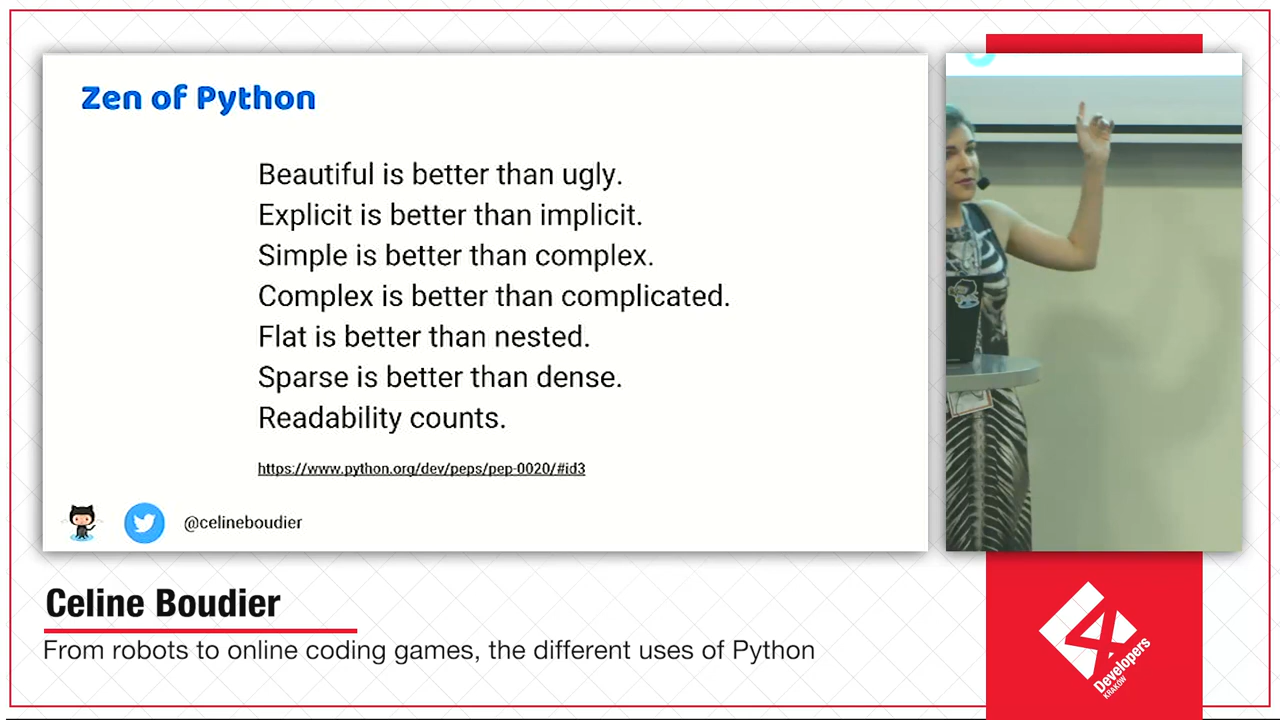 Zen of Python
Beautiful is better than ugly.
Explicit is better than implicit.
Simple is better than complex.
Complex is better than complicated.
Flat is better than nested.
Sparse is better than dense.
Readability counts.
https://www.python.org/dev/peps/pep-0020/#id3
@celineboudier
Celine Boudier
From robots to online coding games, the different uses of Python
4
Developers
KRAKOW